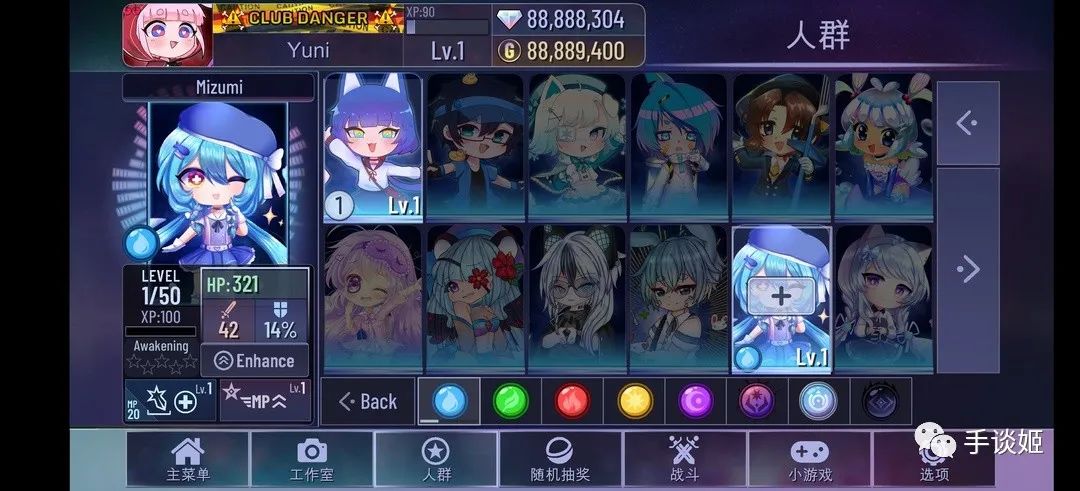 CLUB DANGER
XP:90
88,888,304
Yuni
Lv.1
G 88,889,400
人群
Mizumi
1
Lv.1
LEVEL
1/50
XP:100
HP:321
42
14%
Awakening
Enhance
Lv.1
MP
20
Lv.1
MP
Lv.1
Back
主菜单
工作室
人群
随机抽奖
战斗
小游戏
选项
手谈姬